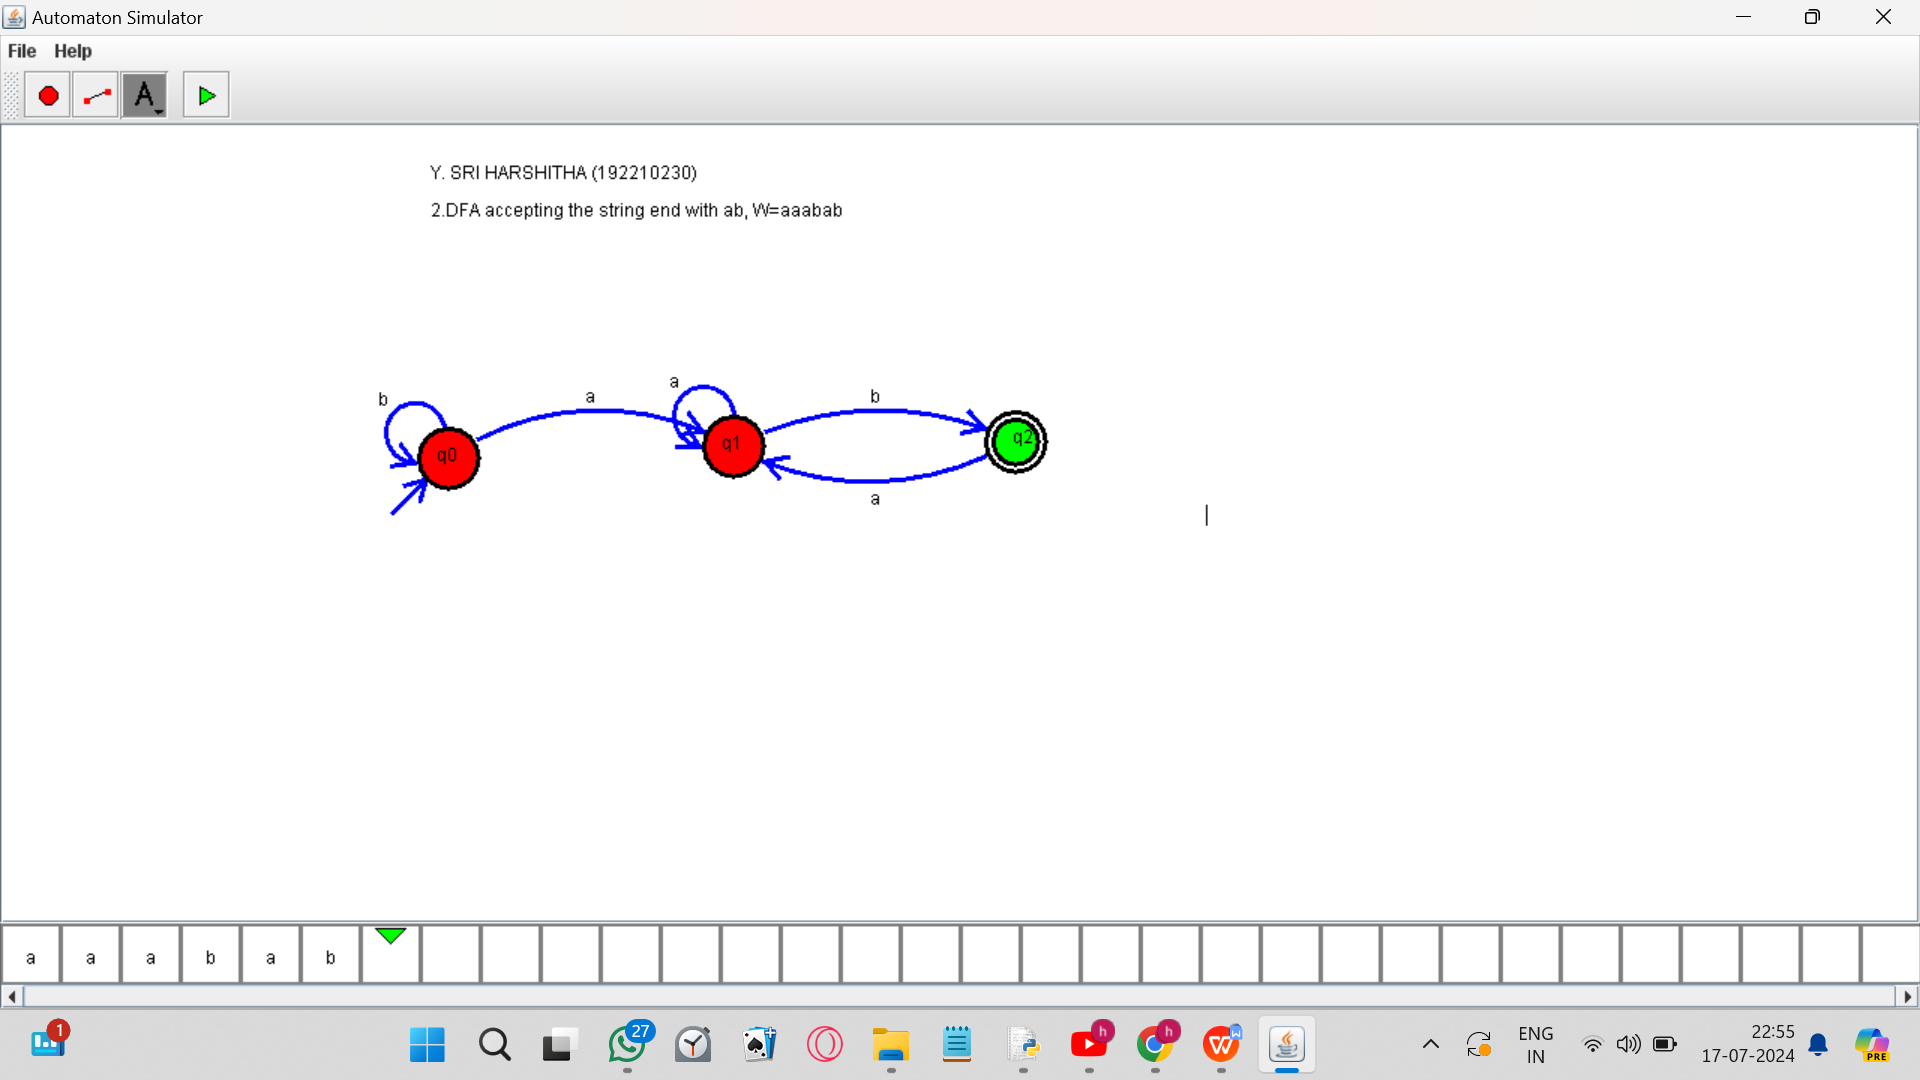 Automaton Simulator
File Help
A
Y. SRI HARSHITHA (192210230)
2.DFA accepting the string end with ab, W=aaabab
b a a b
q0 q1 q2
a
a a a b a b
1 27 h h W W
ENG
IN
22:55
17-07-2024
PRE